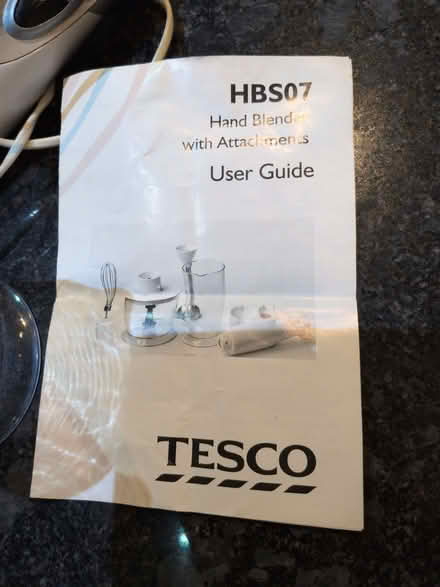 HBS07
Hand Blender
with Attachments
User Guide
TESCO